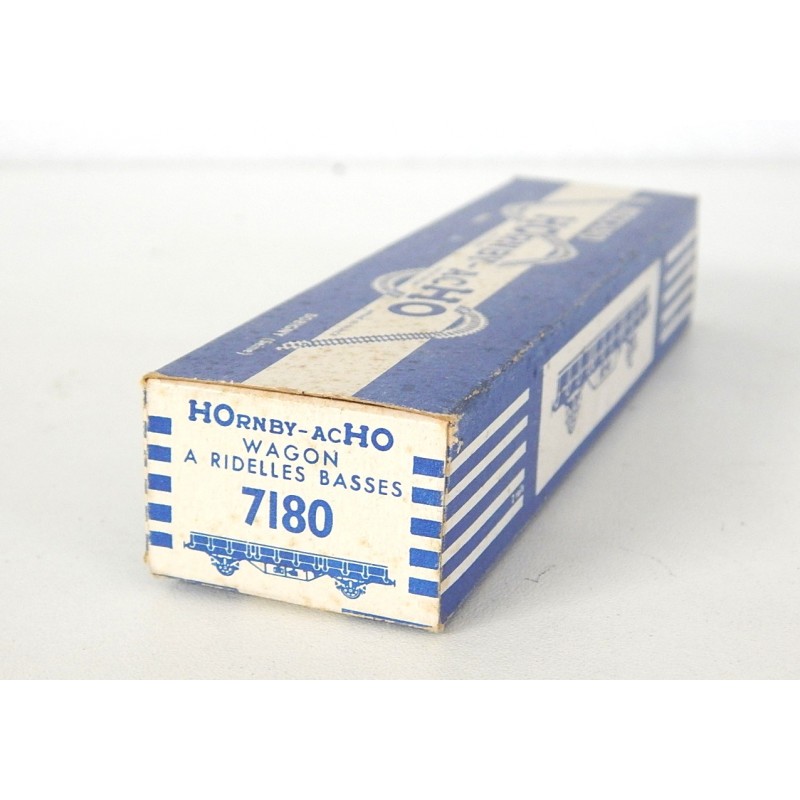 HORNBY-ACHO
WAGON
A RIDELLES BASSES
7180
HORNBY-ACHO